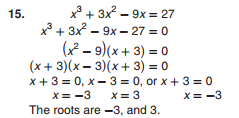 15. x³ + 3x² – 9x = 27
x³ + 3x² – 9x – 27 = 0
(x² – 9)(x + 3) = 0
(x + 3)(x – 3)(x + 3) = 0
x + 3 = 0, x – 3 = 0, or x + 3 = 0
x = –3 x = 3 x = –3
The roots are –3, and 3.